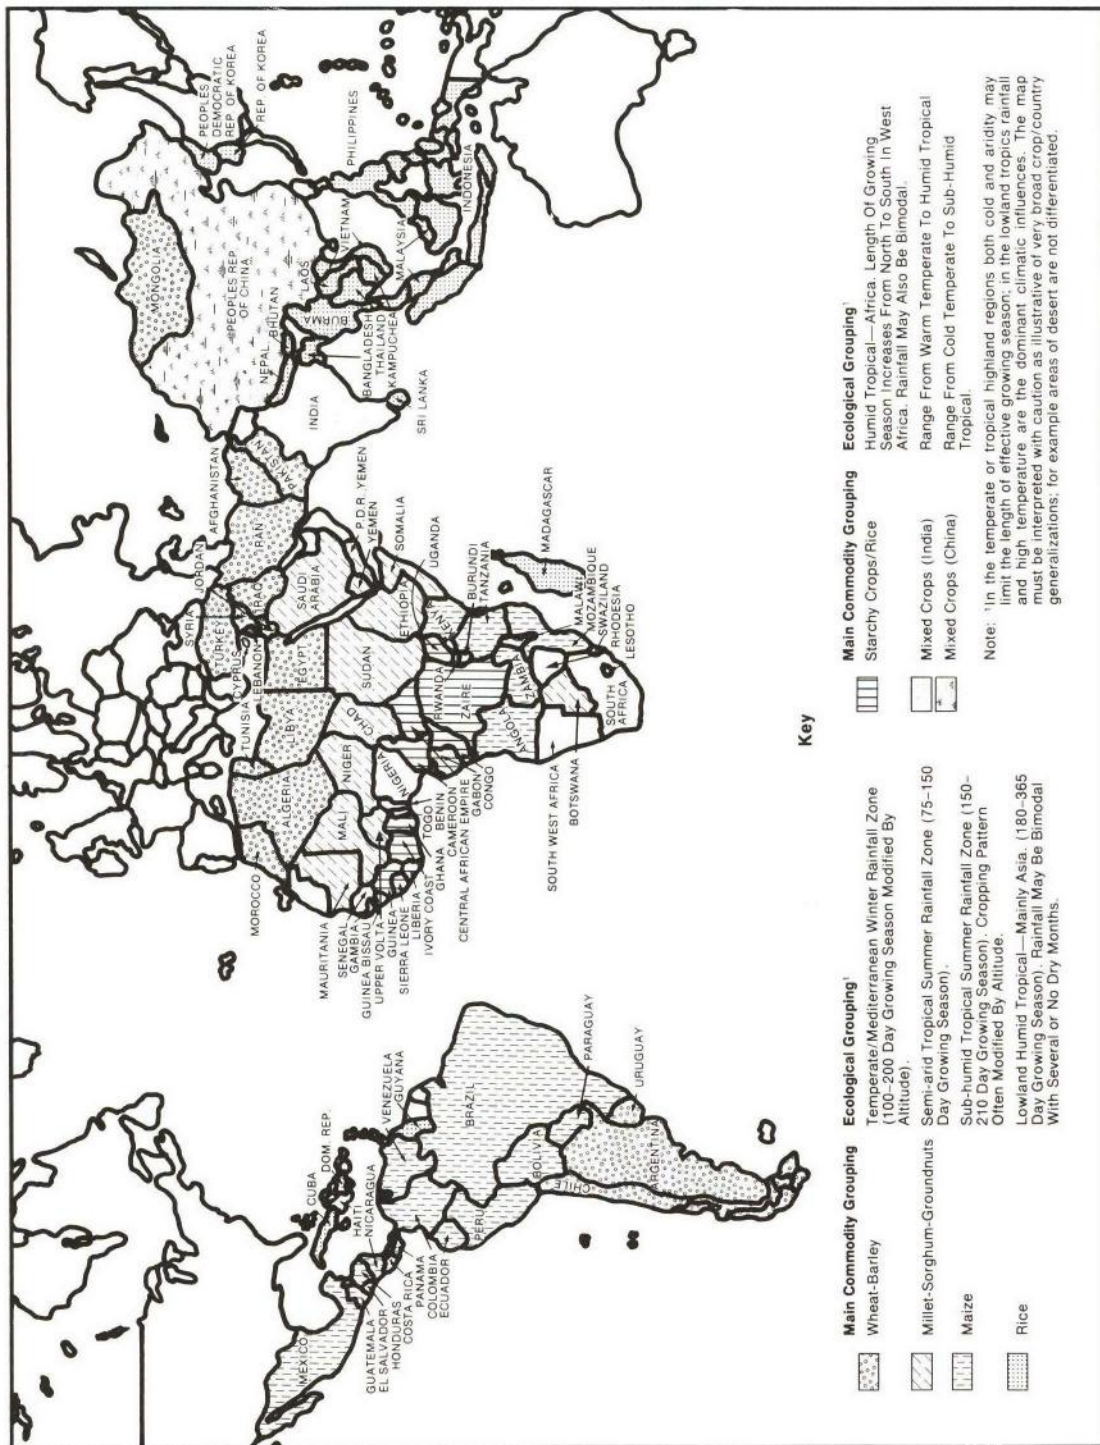 MEXICO
GUATEMALA
EL SALVADOR
HONDURAS
COSTA RICA
PANAMA
COLOMBIA
ECUADOR
CUBA
DOM. REP.
HAITI
NICARAGUA
VENEZUELA
GUYANA
BRAZIL
PERU
BOLIVIA
PARAGUAY
CHILE
ARGENTINA
URUGUAY
MOROCCO
ALGERIA
TUNISIA
LIBYA
EGYPT
MAURITANIA
MALI
NIGER
CHAD
SUDAN
SENEGAL
GAMBIA
GUINEA BISSAU
UPPER VOLTA
GUINEA
SIERRA LEONE
LIBERIA
IVORY COAST
TOGO
GHANA
BENIN
NIGERIA
CAMEROON
CENTRAL AFRICAN EMPIRE
GABON
CONGO
RWANDA
ZAIRE
ANGOLA
ZAMBIA
SOUTH WEST AFRICA
BOTSWANA
SOUTH
AFRICA
ETHIOPIA
SOMALIA
UGANDA
KENYA
BURUNDI
TANZANIA
MADAGASCAR
MALAWI
MOZAMBIQUE
SWAZILAND
RHODESIA
LESOTHO
SYRIA
JORDAN
TURKEY
CYPRUS
LEBANON
IRAQ
IRAN
SAUDI
ARABIA
P.D.R. YEMEN
YEMEN
AFGHANISTAN
PAKISTAN
INDIA
SRI LANKA
NEPAL
BHUTAN
BANGLADESH
BURMA
THAILAND
KAMPUCHEA
LAOS
VIETNAM
MALAYSIA
MONGOLIA
PEOPLES REP.
OF CHINA
PEOPLES
DEMOCRATIC
REP. OF KOREA
REP. OF KOREA
PHILIPPINES
INDONESIA
Key
Main Commodity Grouping
Ecological Grouping¹
Wheat-Barley
Temperate/Mediterranean Winter Rainfall Zone
(100–200 Day Growing Season Modified By
Altitude).
Millet-Sorghum-Groundnuts
Semi-arid Tropical Summer Rainfall Zone (75–150
Day Growing Season).
Maize
Sub-humid Tropical Summer Rainfall Zone (150–
210 Day Growing Season). Cropping Pattern
Often Modified By Altitude.
Rice
Lowland Humid Tropical—Mainly Asia. (180–365
Day Growing Season). Rainfall May Be Bimodal
With Several or No Dry Months.
Main Commodity Grouping
Ecological Grouping¹
Starchy Crops/Rice
Humid Tropical—Africa. Length Of Growing
Season Increases From North To South In West
Africa. Rainfall May Also Be Bimodal.
Mixed Crops (India)
Range From Warm Temperate To Humid Tropical
Mixed Crops (China)
Range From Cold Temperate To Sub-Humid
Tropical.
Note: ¹In the temperate or tropical highland regions both cold and aridity may
limit the length of effective growing season; in the lowland tropics rainfall
and high temperature are the dominant climatic influences. The map
must be interpreted with caution as illustrative of very broad crop/country
generalizations; for example areas of desert are not differentiated.